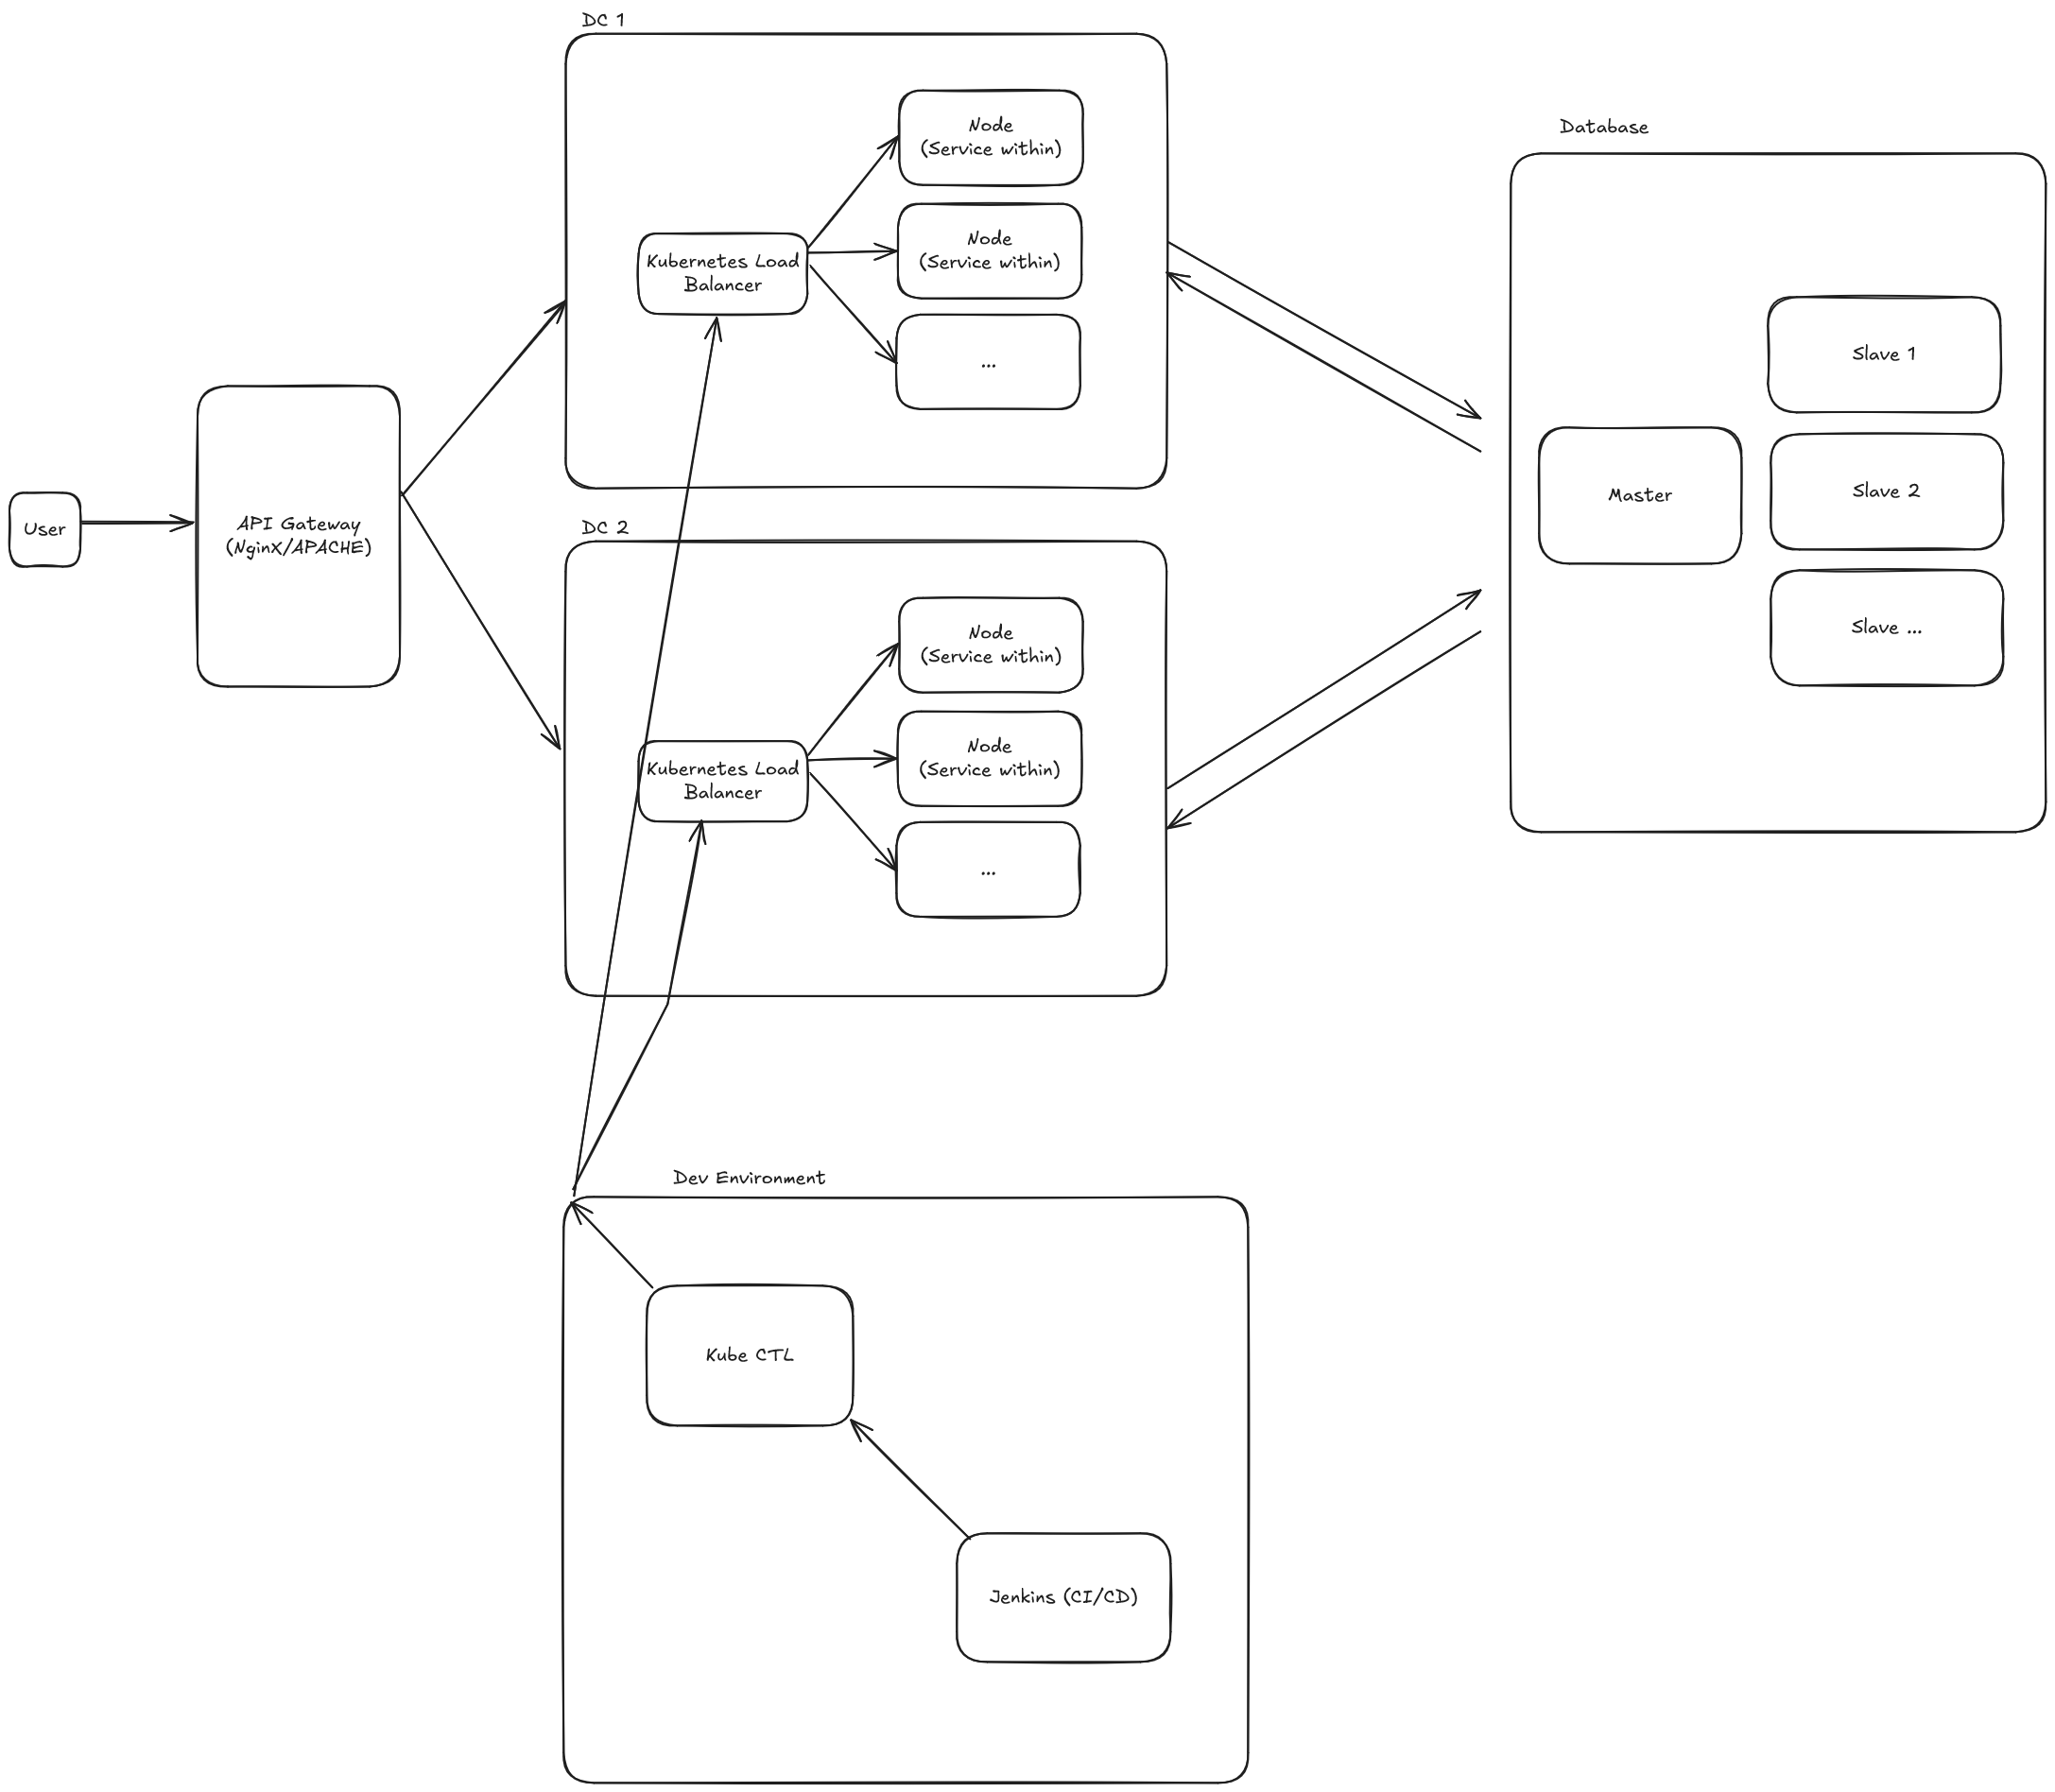 DC 1
Node
(Service within)
Node
(Service within)
Kubernetes Load
Balancer
...
Database
Slave 1
Slave 2
Slave ...
Master
User
API Gateway
(NginX/APACHE)
DC 2
Node
(Service within)
Node
(Service within)
Kubernetes Load
Balancer
...
Dev Environment
Kube CTL
Jenkins (CI/CD)